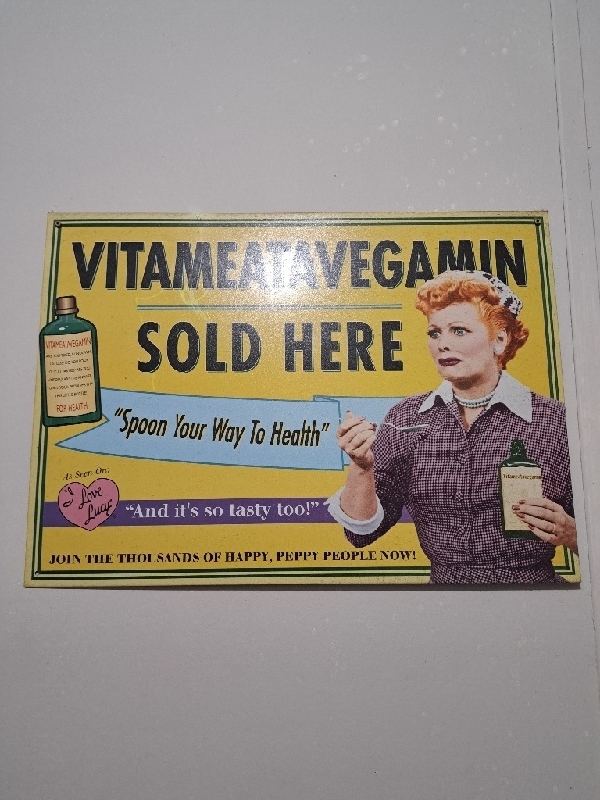 VITAMEATAVEGAMIN
SOLD HERE
VITAMEATAVEGAMIN
FOR HEALTH
"Spoon Your Way To Health"
As Seen On:
I Love
Lucy
"And it's so tasty too!"
JOIN THE THOUSANDS OF HAPPY, PEPPY PEOPLE NOW!